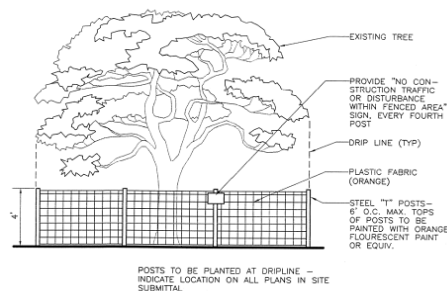 EXISTING TREE
PROVIDE "NO CON-
STRUCTION TRAFFIC
OR DISTURBANCE
WITHIN FENCED AREA"
SIGN, EVERY FOURTH
POST
DRIP LINE (TYP)
PLASTIC FABRIC
(ORANGE)
STEEL "T" POSTS-
6' O.C. MAX. TOPS
OF POSTS TO BE
PAINTED WITH ORANGE
FLOURESCENT PAINT
OR EQUIV.
4'
POSTS TO BE PLANTED AT DRIPLINE –
INDICATE LOCATION ON ALL PLANS IN SITE
SUBMITTAL